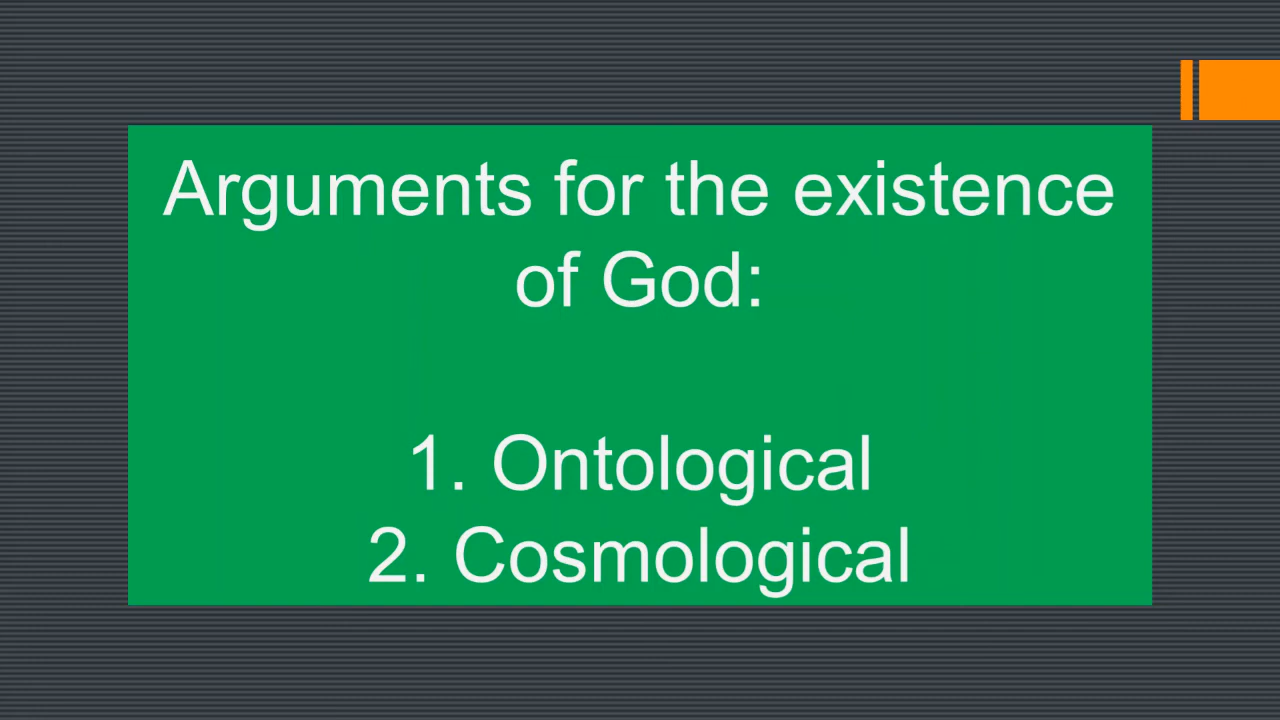 Arguments for the existence
of God:
1. Ontological
2. Cosmological